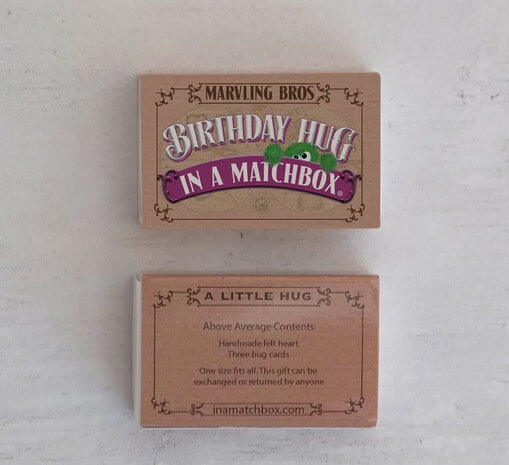 MARVLING BROS
BIRTHDAY HUG
IN A MATCHBOX®
A LITTLE HUG
Above Average Contents
Handmade felt heart
Three bug cards
One size fits all. This gift can be
exchanged or returned by anyone
inamatchbox.com